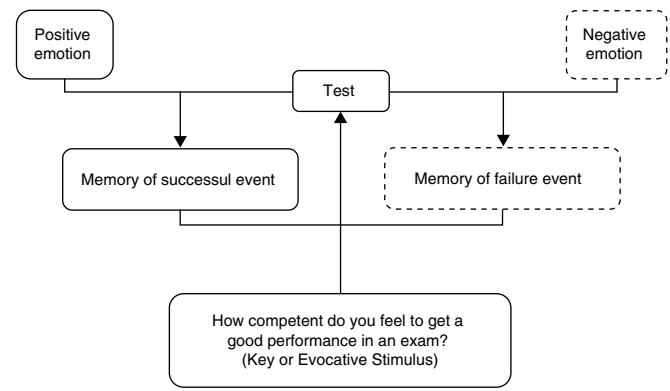 Positive
emotion
Negative
emotion
Test
Memory of successul event
Memory of failure event
How competent do you feel to get a
good performance in an exam?
(Key or Evocative Stimulus)